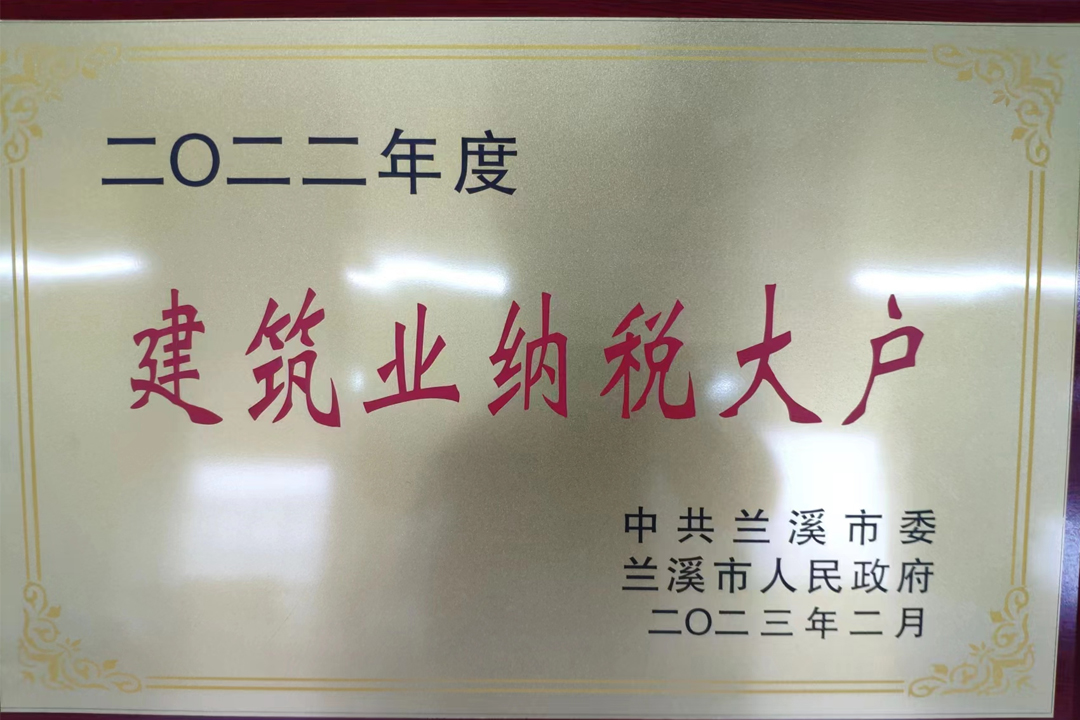 二〇二二年度
建筑业纳税大户
中共兰溪市委
兰溪市人民政府
二〇二三年二月